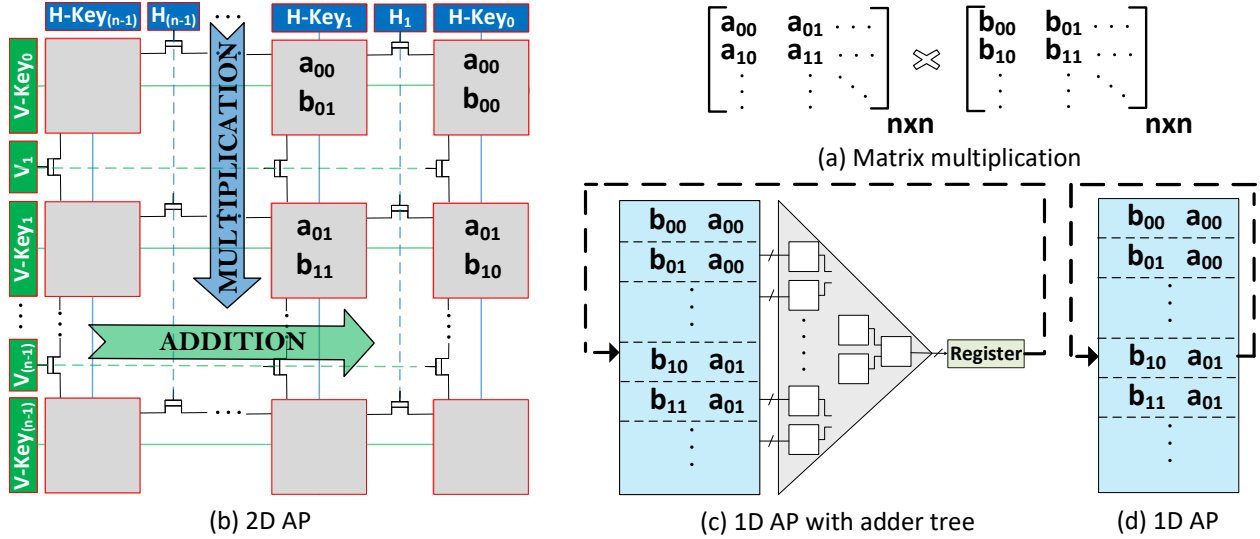 H-Key(n-1) H(n-1) ... H-Key1 H1 H-Key0
V-Key0
V1
V-Key1
V(n-1)
V-Key(n-1)
a00 a00
b01 b00
a01 a01
b11 b10
MULTIPLICATION
ADDITION
(b) 2D AP
a00 a01 ...
a10 a11 ...
nxn
b00 b01 ...
b10 b11 ...
nxn
(a) Matrix multiplication
b00 a00
b01 a00
b10 a01
b11 a01
Register
(c) 1D AP with adder tree
b00 a00
b01 a00
b10 a01
b11 a01
(d) 1D AP